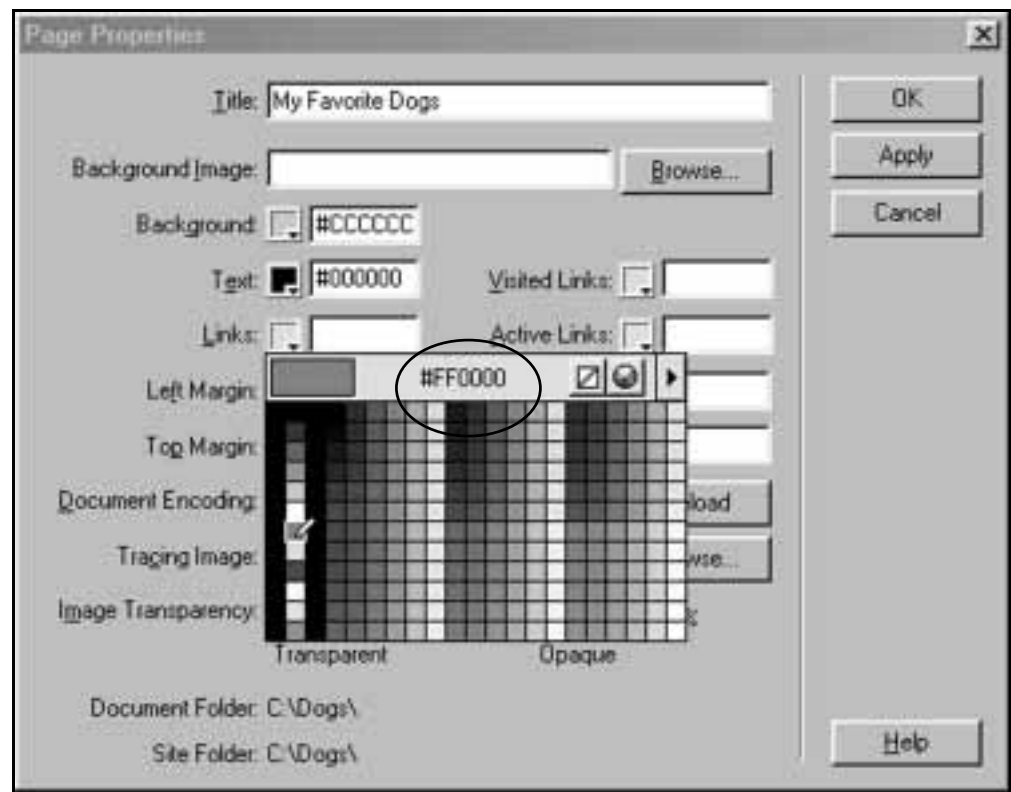 Page Properties
Title: My Favorite Dogs
OK
Background Image:
Browse...
Apply
Background: #CCCCCC
Cancel
Text: #000000
Visited Links:
Links:
Active Links:
#FF0000
Left Margin:
Top Margin:
Document Encoding:
load
Tracing Image:
wse...
Image Transparency:
%
Transparent
Opaque
Document Folder: C:\Dogs\
Site Folder: C:\Dogs\
Help